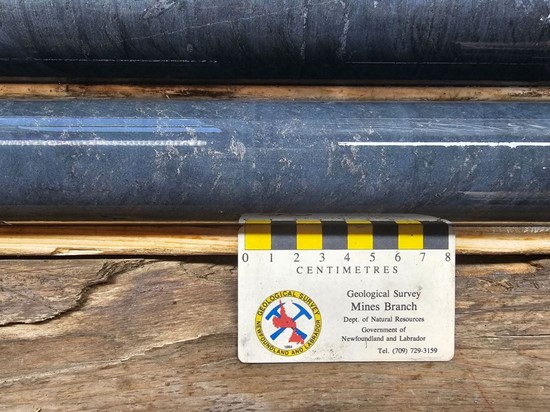 0 1 2 3 4 5 6 7 8
CENTIMETRES
GEOLOGICAL SURVEY
NEWFOUNDLAND AND LABRADOR
1864
Geological Survey
Mines Branch
Dept. of Natural Resources
Government of
Newfoundland and Labrador
Tel. (709) 729-3159